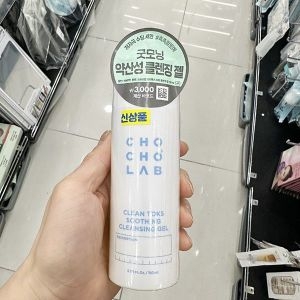 굿모닝
약산성 클렌징 젤
₩3,000
신상품
CHO
CHO
LAB
CLEAN TOKS
SOOTHING
CLEANSING GEL